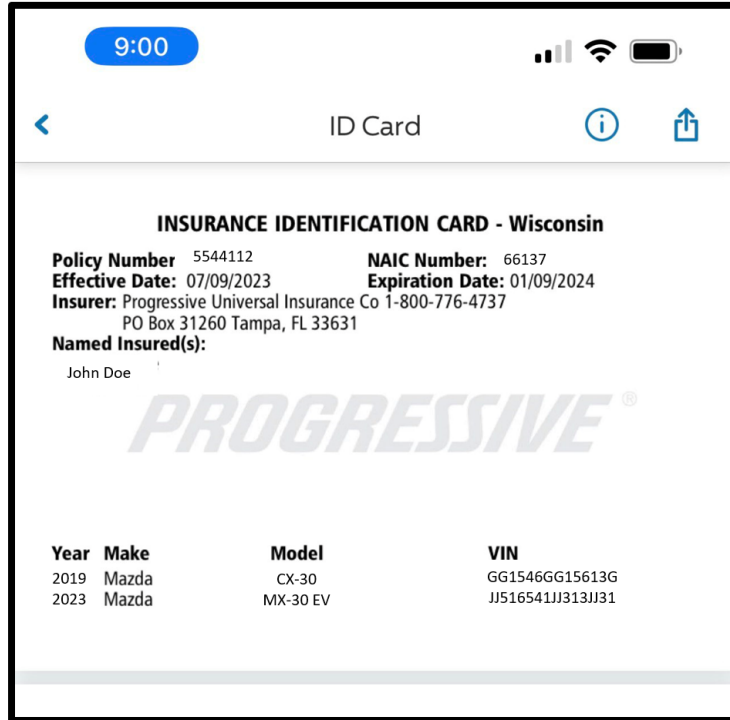 9:00
ID Card
INSURANCE IDENTIFICATION CARD - Wisconsin
Policy Number 5544112 NAIC Number: 66137
Effective Date: 07/09/2023 Expiration Date: 01/09/2024
Insurer: Progressive Universal Insurance Co 1-800-776-4737
PO Box 31260 Tampa, FL 33631
Named Insured(s):
John Doe
PROGRESSIVE®
Year Make Model VIN
2019 Mazda CX-30 GG1546GG15613G
2023 Mazda MX-30 EV JJ516541JJ313JJ31